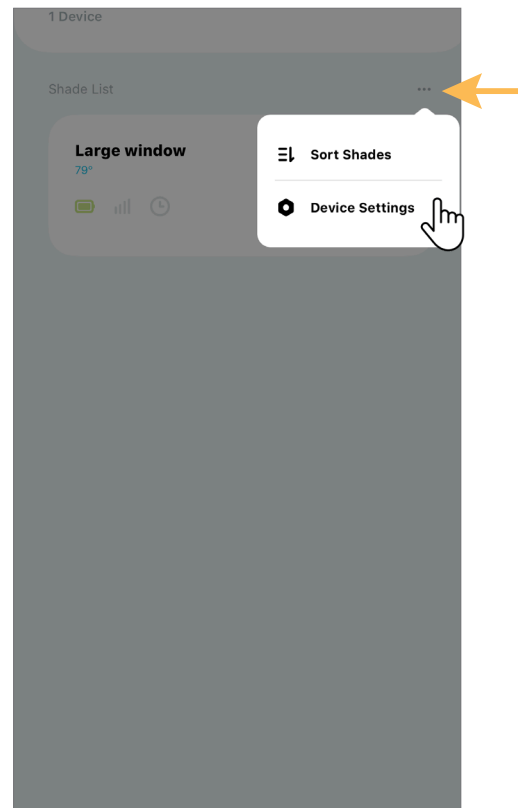 1 Device
Shade List
Large window
79°
Sort Shades
Device Settings